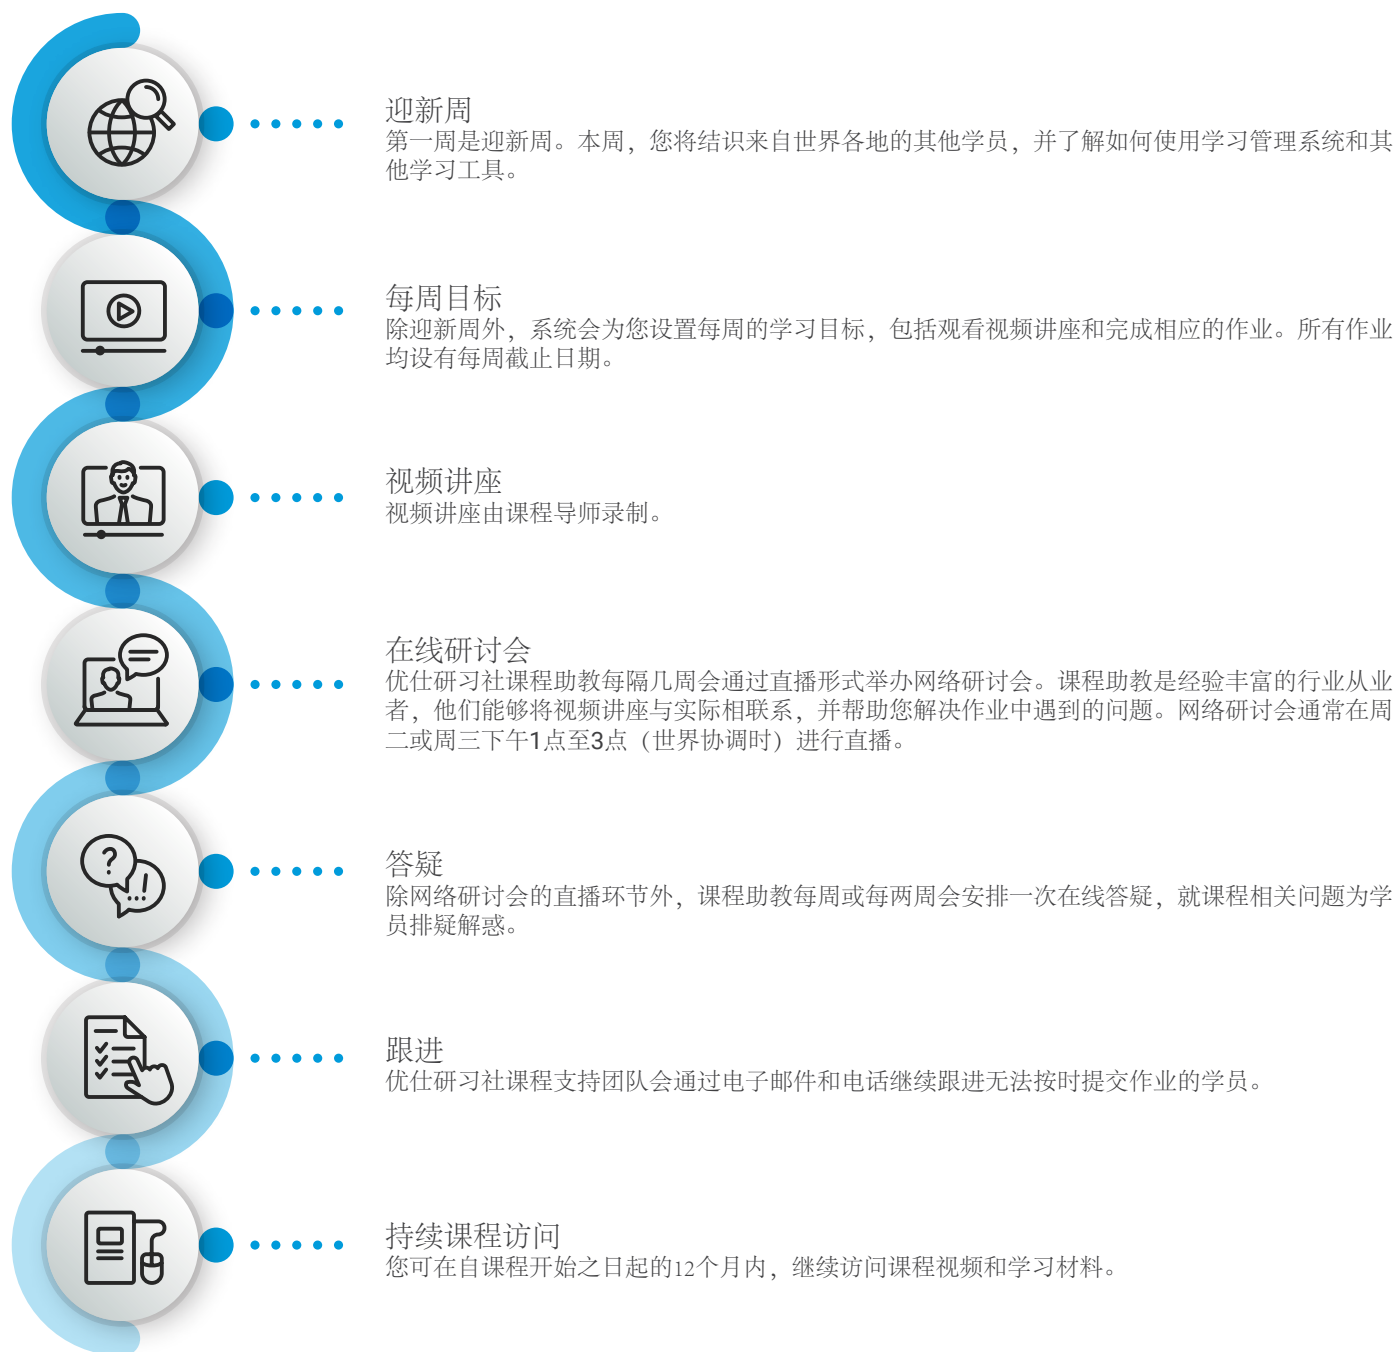 迎新周
第一周是迎新周。本周，您将结识来自世界各地的其他学员，并了解如何使用学习管理系统和其
他学习工具。
每周目标
除迎新周外，系统会为您设置每周的学习目标，包括观看视频讲座和完成相应的作业。所有作业
均设有每周截止日期。
视频讲座
视频讲座由课程导师录制。
在线研讨会
优仕研习社课程助教每隔几周会通过直播形式举办网络研讨会。课程助教是经验丰富的行业从业
者，他们能够将视频讲座与实际相联系，并帮助您解决作业中遇到的问题。网络研讨会通常在周
二或周三下午1点至3点（世界协调时）进行直播。
答疑
除网络研讨会的直播环节外，课程助教每周或每两周会安排一次在线答疑，就课程相关问题为学
员排疑解惑。
跟进
优仕研习社课程支持团队会通过电子邮件和电话继续跟进无法按时提交作业的学员。
持续课程访问
您可在自课程开始之日起的12个月内，继续访问课程视频和学习材料。